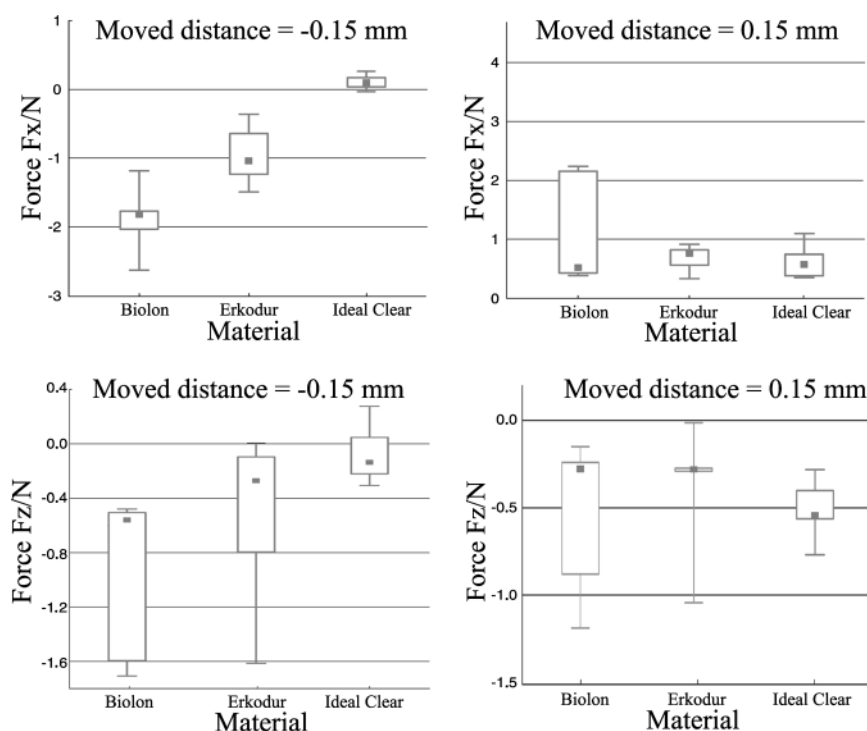 Moved distance = -0.15 mm
Force Fx/N
1
0
-1
-2
-3
Biolon Erkodur Ideal Clear
Material
Moved distance = 0.15 mm
Force Fx/N
4
3
2
1
0
Biolon Erkodur Ideal Clear
Material
Moved distance = -0.15 mm
Force Fz/N
0.4
0.0
-0.4
-0.8
-1.2
-1.6
Biolon Erkodur Ideal Clear
Material
Moved distance = 0.15 mm
Force Fz/N
0.0
-0.5
-1.0
-1.5
Biolon Erkodur Ideal Clear
Material